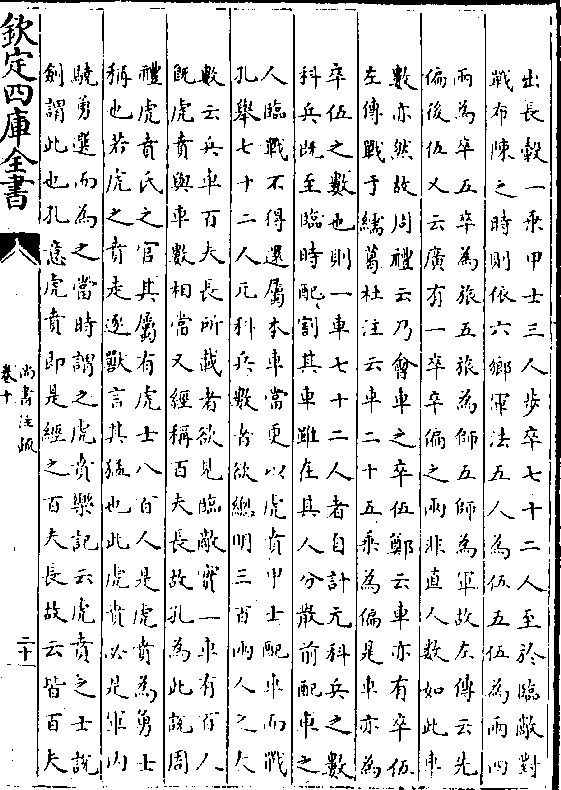 出長轂一乘甲士三人步卒七十二人至於臨敵對
戰布陳之時則依六鄉軍法五人為伍五伍為兩四
兩為卒五卒為旅五旅為師五師為軍故左傳云先
偏後伍又云廣有一卒卒偏之兩非直人數如此車
數亦然故周禮云乃會車之卒伍鄭云車亦有卒伍
左傳戰于繻葛杜注云車二十五乘為偏是車亦為
卒伍之數也則一車七十二人者自計元科兵之數
科兵既至臨時配割其車雖在其人分散前配車之
人臨戰不得還屬本車當更以虎賁甲士配車而戰
孔舉七十二人元科兵數者欲總明三百兩人之大
數云兵車百夫長所載者欲見臨敵實一車有百人
既虎賁與車數相當又經稱百夫長故孔為此説周
禮虎賁氏之官其屬有虎士八百人是虎賁為勇士
稱也若虎之賁走逐獸言其猛也此虎賁必是軍内
驍勇選而為之當時謂之虎賁樂記云虎賁之士説
劍謂此也孔意虎賁即是經之百夫長故云皆百夫
欽定四庫全書
尚書注疏
卷十
二十